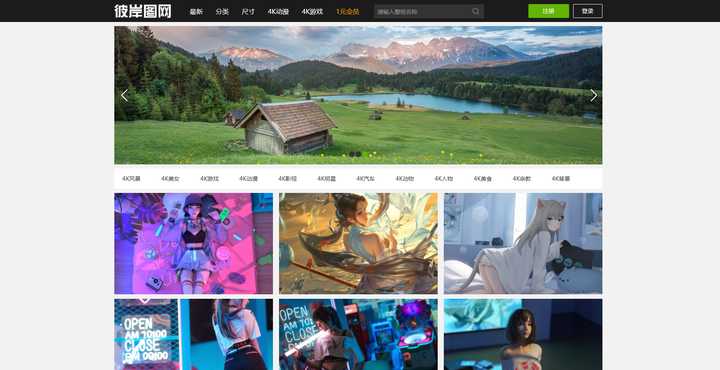 彼岸图网 最新 分类 尺寸 4K动漫 4K游戏 1元会员 请输入壁纸名称 注册 登录
4K风景 4K美女 4K游戏 4K动漫 4K影视 4K明星 4K汽车 4K动物 4K人物 4K美食 4K宗教 4K背景
OPEN
AM 10:00
CLOSE
PM 09:00
OPEN
AM 10:00
CLOSE